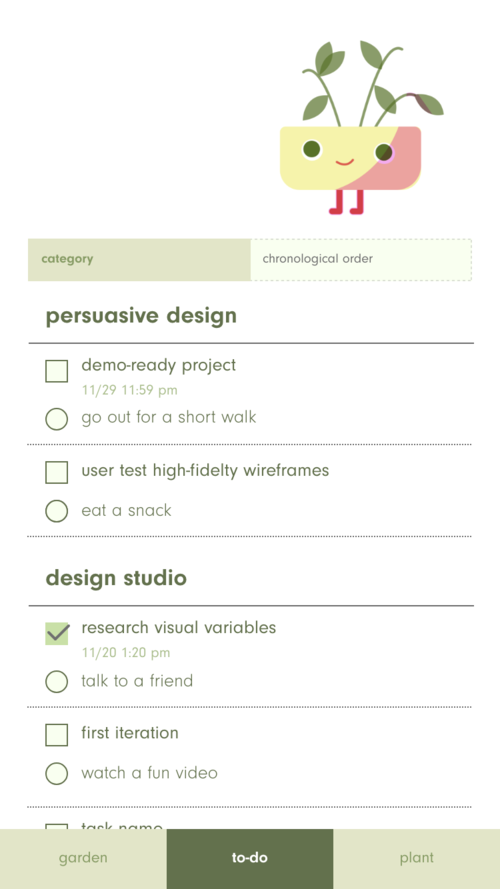 category
chronological order
persuasive design
demo-ready project
11/29 11:59 pm
go out for a short walk
user test high-fidelty wireframes
eat a snack
design studio
research visual variables
11/20 1:20 pm
talk to a friend
first iteration
watch a fun video
task name
garden
to-do
plant